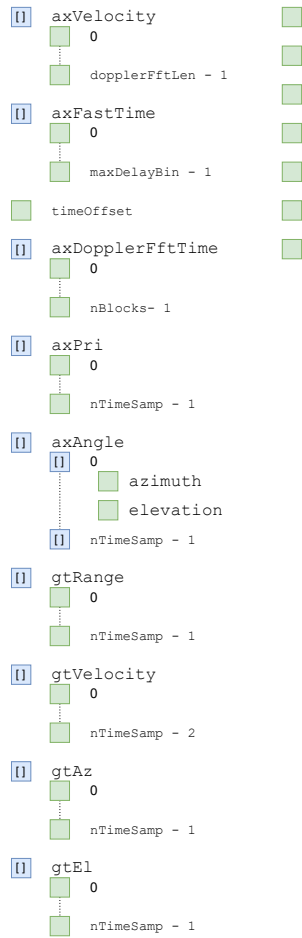 [] axVelocity
0
dopplerFftLen - 1
[] axFastTime
0
maxDelayBin - 1
timeOffset
[] axDopplerFftTime
0
nBlocks- 1
[] axPri
0
nTimeSamp - 1
[] axAngle
[] 0
azimuth
elevation
[] nTimeSamp - 1
[] gtRange
0
nTimeSamp - 1
[] gtVelocity
0
nTimeSamp - 2
[] gtAz
0
nTimeSamp - 1
[] gtEl
0
nTimeSamp - 1